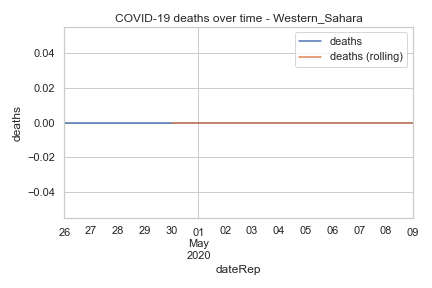 COVID-19 deaths over time - Western_Sahara
deaths
deaths (rolling)
0.04
0.02
0.00
−0.02
−0.04
deaths
26 27 28 29 30 01 02 03 04 05 06 07 08 09
May
2020
dateRep